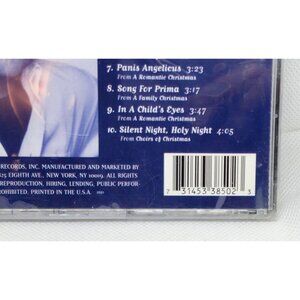 7. Panis Angelicus 3:23
From A Romantic Christmas
8. Song For Prima 3:17
From A Family Christmas
9. In A Child's Eyes 3:47
From A Romantic Christmas
10. Silent Night, Holy Night 4:05
From Choirs of Christmas
RECORDS, INC. MANUFACTURED AND MARKETED BY
825 EIGHTH AVE., NEW YORK, NY 10019. ALL RIGHTS
REPRODUCTION, HIRING, LENDING, PUBLIC PERFOR-
OHIBITED. PRINTED IN THE U.S.A.
7 31453 38502 3